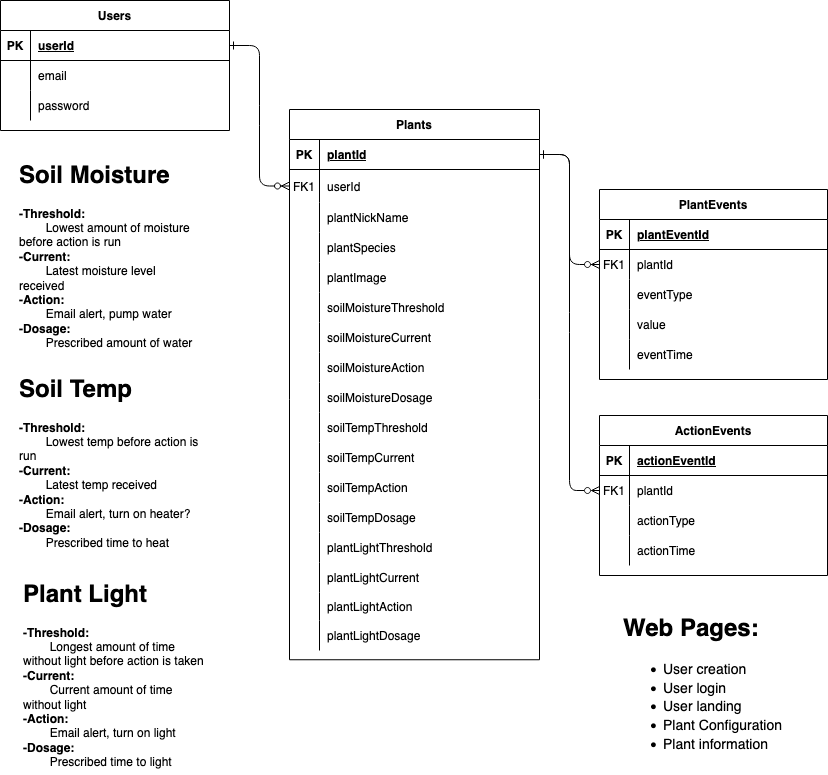 Users
PK userId
email
password
Soil Moisture
-Threshold:
Lowest amount of moisture
before action is run
-Current:
Latest moisture level
received
-Action:
Email alert, pump water
-Dosage:
Prescribed amount of water
Soil Temp
-Threshold:
Lowest temp before action is
run
-Current:
Latest temp received
-Action:
Email alert, turn on heater?
-Dosage:
Prescribed time to heat
Plant Light
-Threshold:
Longest amount of time
without light before action is taken
-Current:
Current amount of time
without light
-Action:
Email alert, turn on light
-Dosage:
Prescribed time to light
Plants
PK plantId
FK1 userId
plantNickName
plantSpecies
plantImage
soilMoistureThreshold
soilMoistureCurrent
soilMoistureAction
soilMoistureDosage
soilTempThreshold
soilTempCurrent
soilTempAction
soilTempDosage
plantLightThreshold
plantLightCurrent
plantLightAction
plantLightDosage
PlantEvents
PK plantEventId
FK1 plantId
eventType
value
eventTime
ActionEvents
PK actionEventId
FK1 plantId
actionType
actionTime
Web Pages:
• User creation
• User login
• User landing
• Plant Configuration
• Plant information